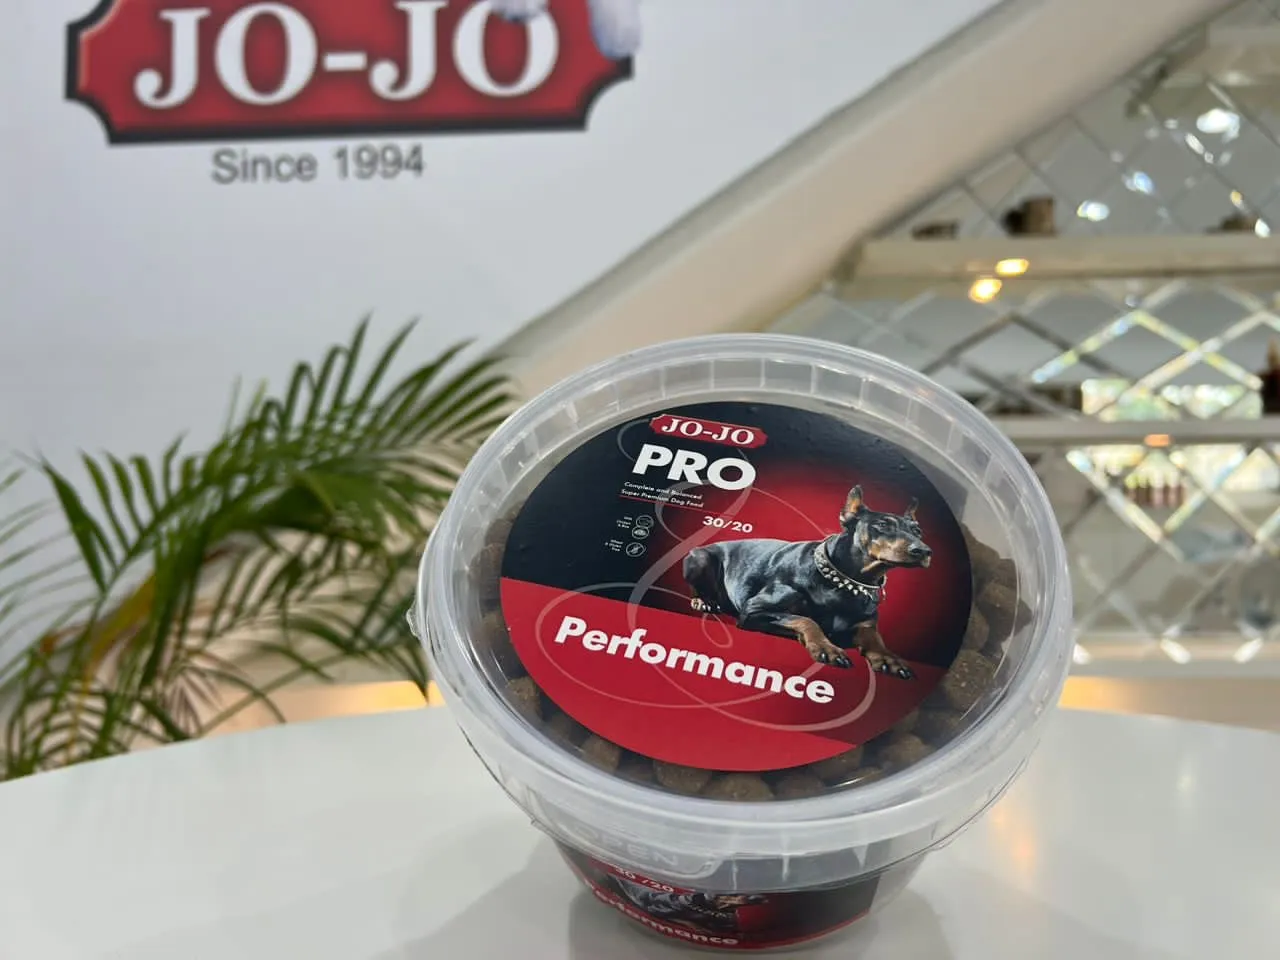 JO-JO
Since 1994
JO-JO
PRO
Complete and Balanced
Super Premium Dog Food
30/20
Performance
OPEN
30 /20
Performance